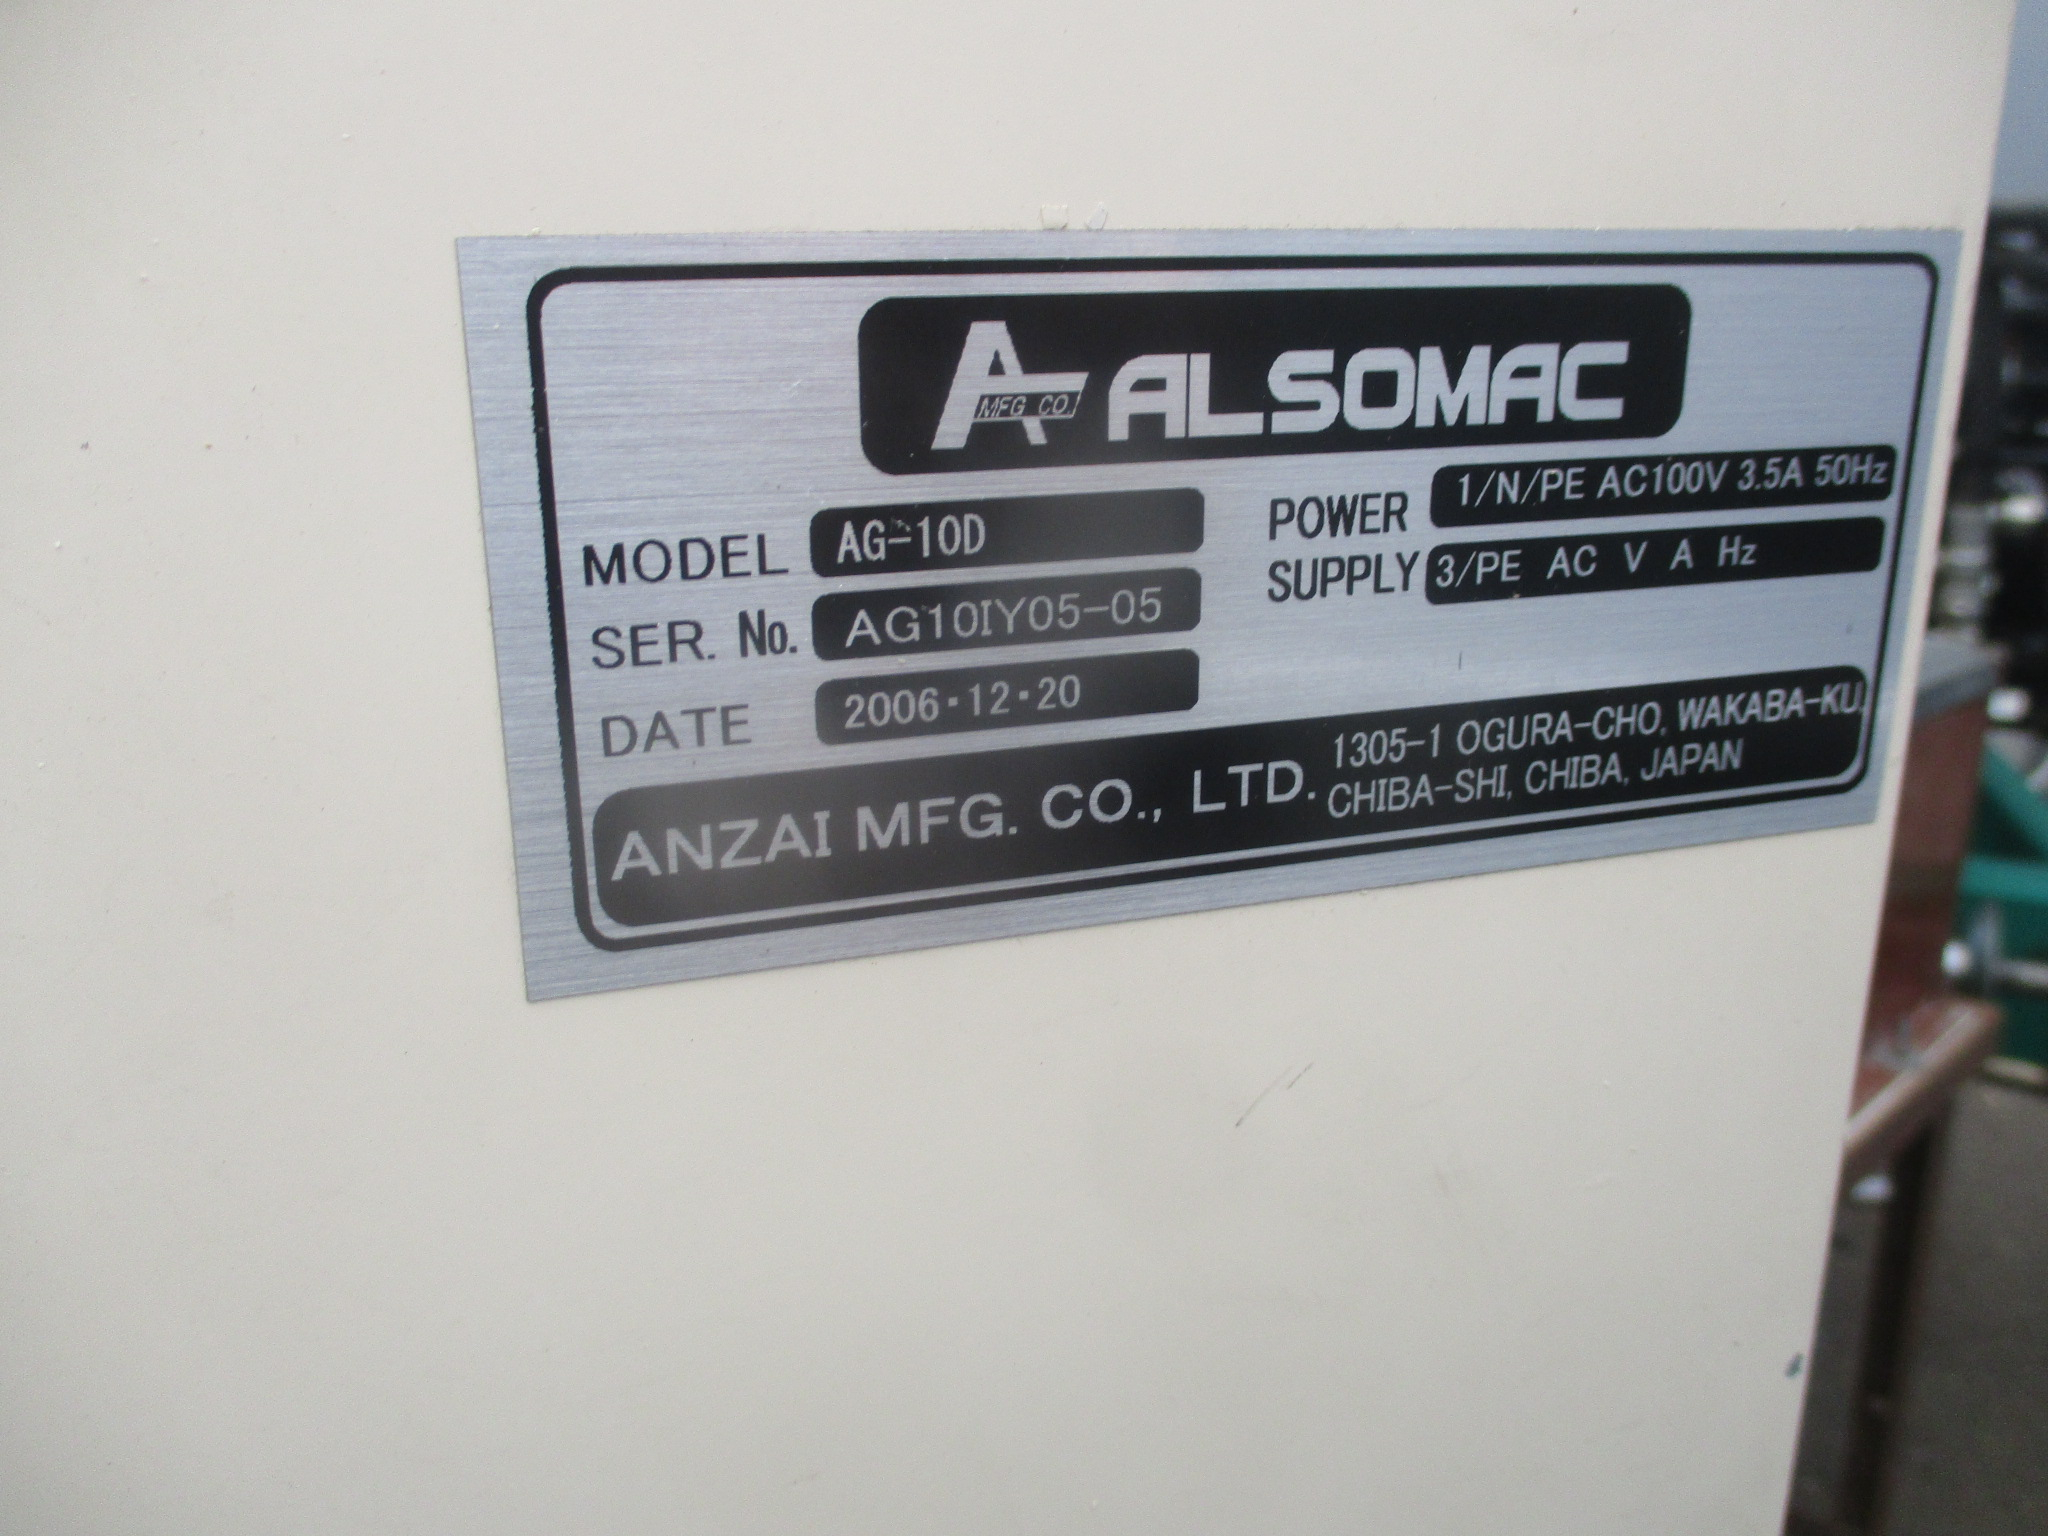 A MFG CO. ALSOMAC
MODEL AG-10D
SER. No. AG10IY05-05
DATE 2006・12・20
POWER SUPPLY
1/N/PE AC100V 3.5A 50Hz
3/PE AC V A Hz
ANZAI MFG. CO., LTD.
1305-1 OGURA-CHO, WAKABA-KU,
CHIBA-SHI, CHIBA, JAPAN